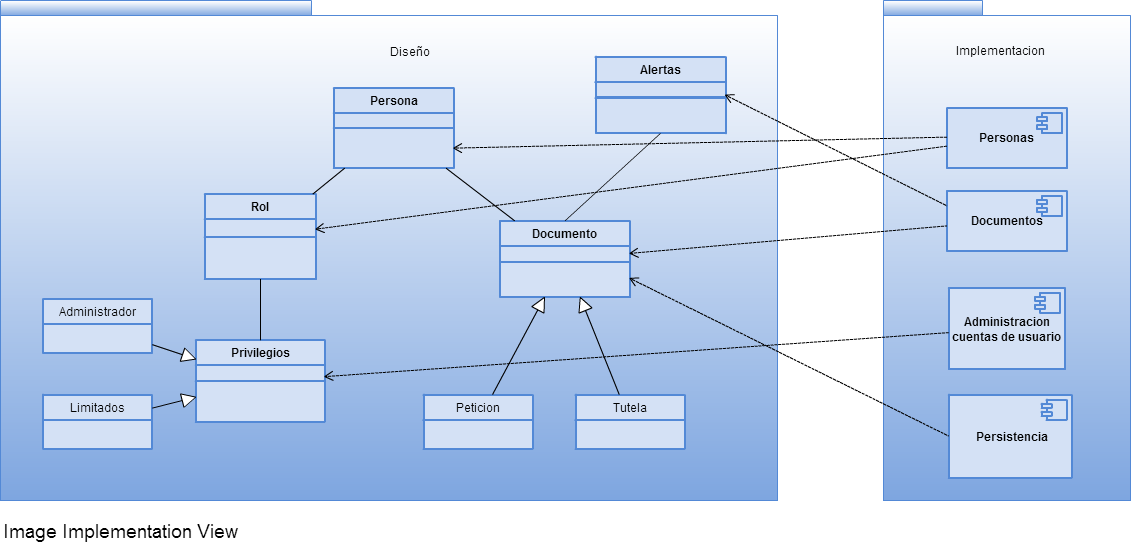 Diseño
Implementacion
Alertas
Persona
Personas
Rol
Documento
Documentos
Administrador
Privilegios
Administracion
cuentas de usuario
Limitados
Peticion
Tutela
Persistencia
Image Implementation View